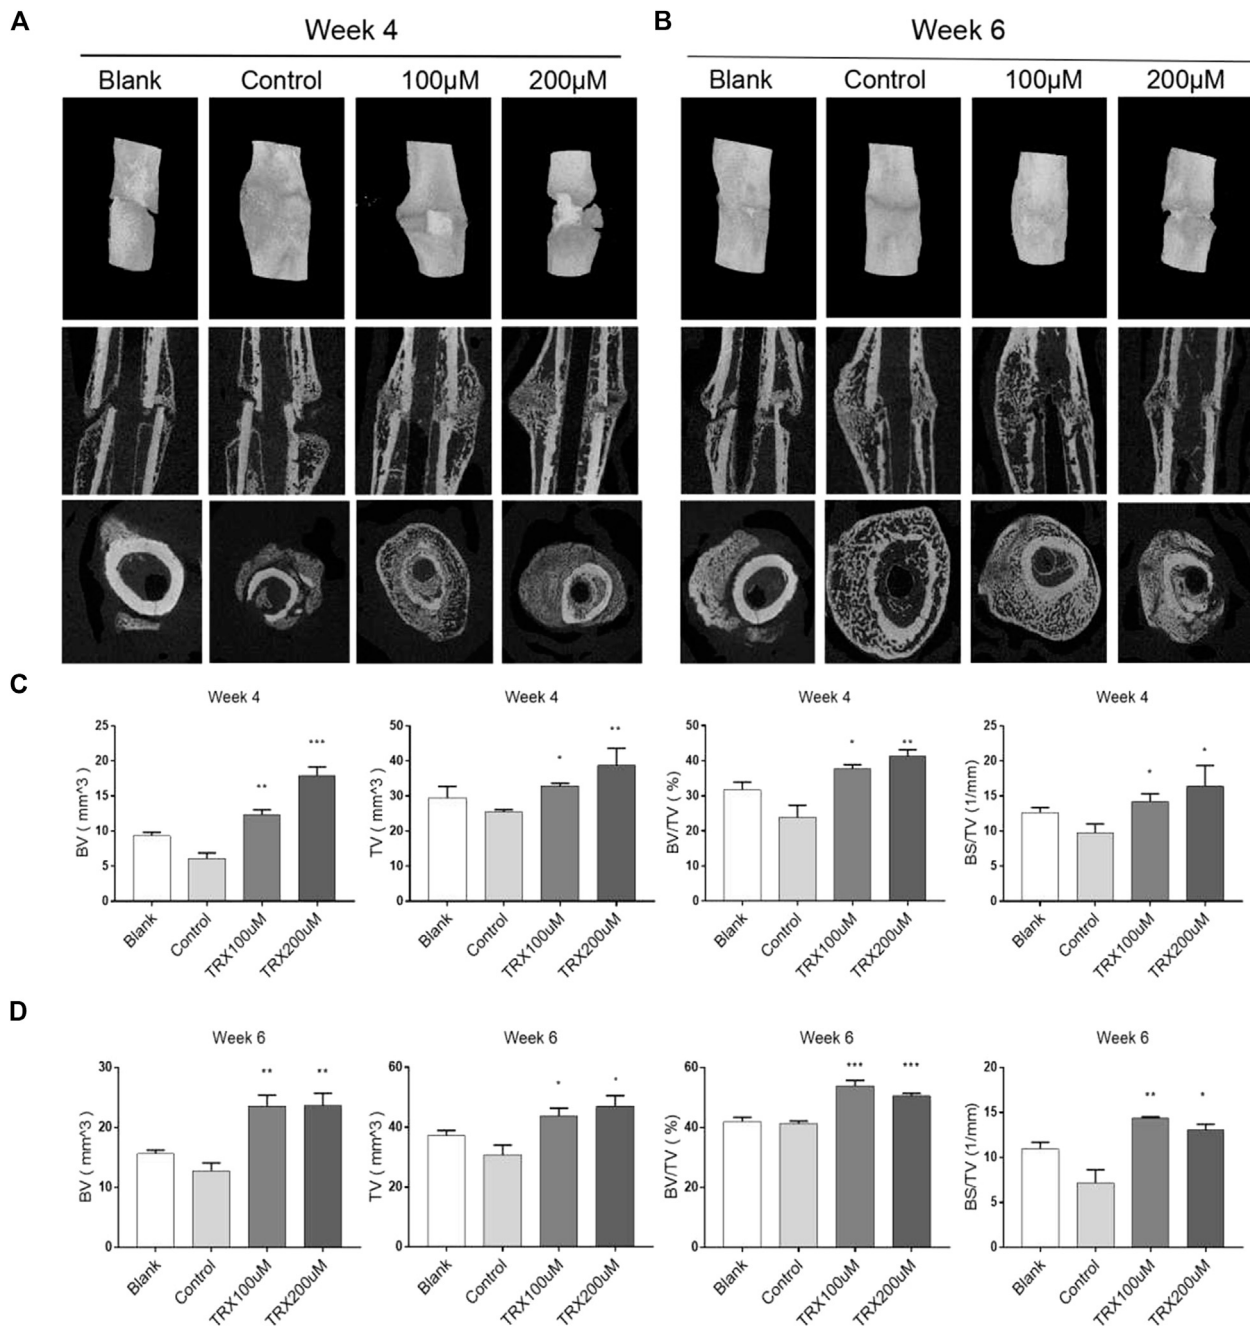 A
Week 4
B
Week 6
Blank Control 100µM 200µM
Blank Control 100µM 200µM
C
Week 4
BV ( mm^3 )
25
20
15
10
5
0
**
***
Blank
Control
TRX100uM
TRX200uM
Week 4
TV ( mm^3 )
50
40
30
20
10
0
*
**
Blank
Control
TRX100uM
TRX200uM
Week 4
BV/TV ( %)
50
40
30
20
10
0
*
**
Blank
Control
TRX100uM
TRX200uM
Week 4
BS/TV (1/mm)
25
20
15
10
5
0
*
*
Blank
Control
TRX100uM
TRX200uM
D
Week 6
BV ( mm^3 )
30
20
10
0
**
**
Blank
Control
TRX100uM
TRX200uM
Week 6
TV ( mm^3 )
60
40
20
0
*
*
Blank
Control
TRX100uM
TRX200uM
Week 6
BV/TV ( %)
60
40
20
0
***
***
Blank
Control
TRX100uM
TRX200uM
Week 6
BS/TV (1/mm)
20
15
10
5
0
**
*
Blank
Control
TRX100uM
TRX200uM